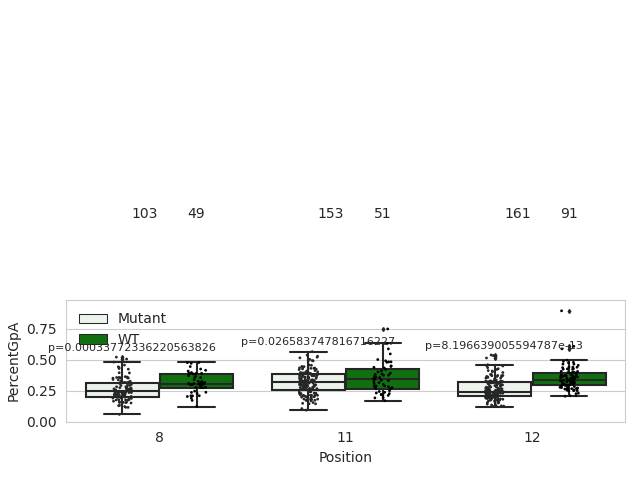 103 49 153 51 161 91
Mutant
WT
p=0.00033772336220563826
p=0.026583747816716227
p=8.196639005594787e-13
0.75
0.50
0.25
0.00
PercentGpA
8 11 12
Position